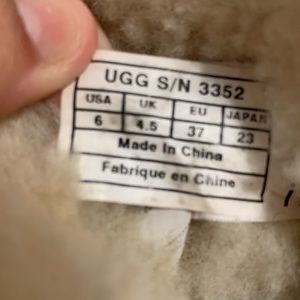 UGG S/N 3352
USA UK EU JAPAN
6 4.5 37 23
Made In China
Fabrique en Chine